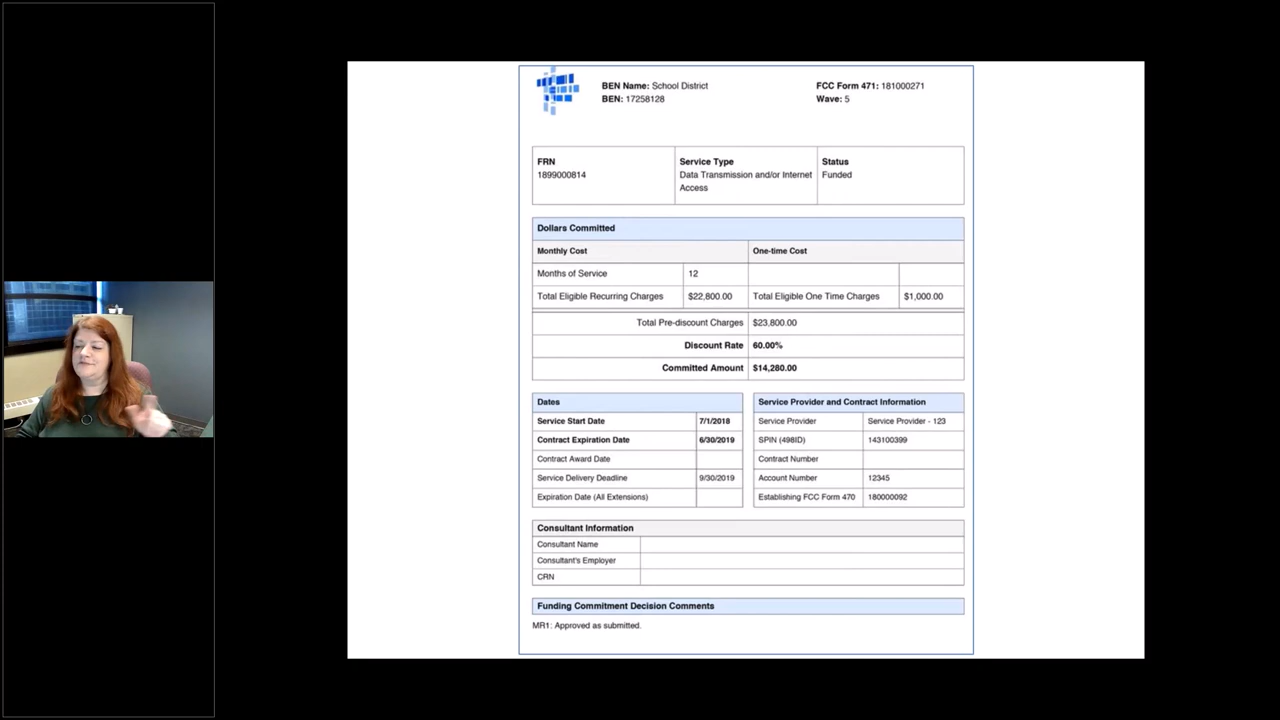 BEN Name: School District
BEN: 17258128
FCC Form 471: 181000271
Wave: 5
FRN
1899000814
Service Type
Data Transmission and/or Internet
Access
Status
Funded
Dollars Committed
Monthly Cost
One-time Cost
Months of Service 12
Total Eligible Recurring Charges $22,800.00 Total Eligible One Time Charges $1,000.00
Total Pre-discount Charges $23,800.00
Discount Rate 60.00%
Committed Amount $14,280.00
Dates
Service Start Date 7/1/2018
Contract Expiration Date 6/30/2019
Contract Award Date
Service Delivery Deadline 9/30/2019
Expiration Date (All Extensions)
Service Provider and Contract Information
Service Provider Service Provider - 123
SPIN (498ID) 143100399
Contract Number
Account Number 12345
Establishing FCC Form 470 180000092
Consultant Information
Consultant Name
Consultant's Employer
CRN
Funding Commitment Decision Comments
MR1: Approved as submitted.